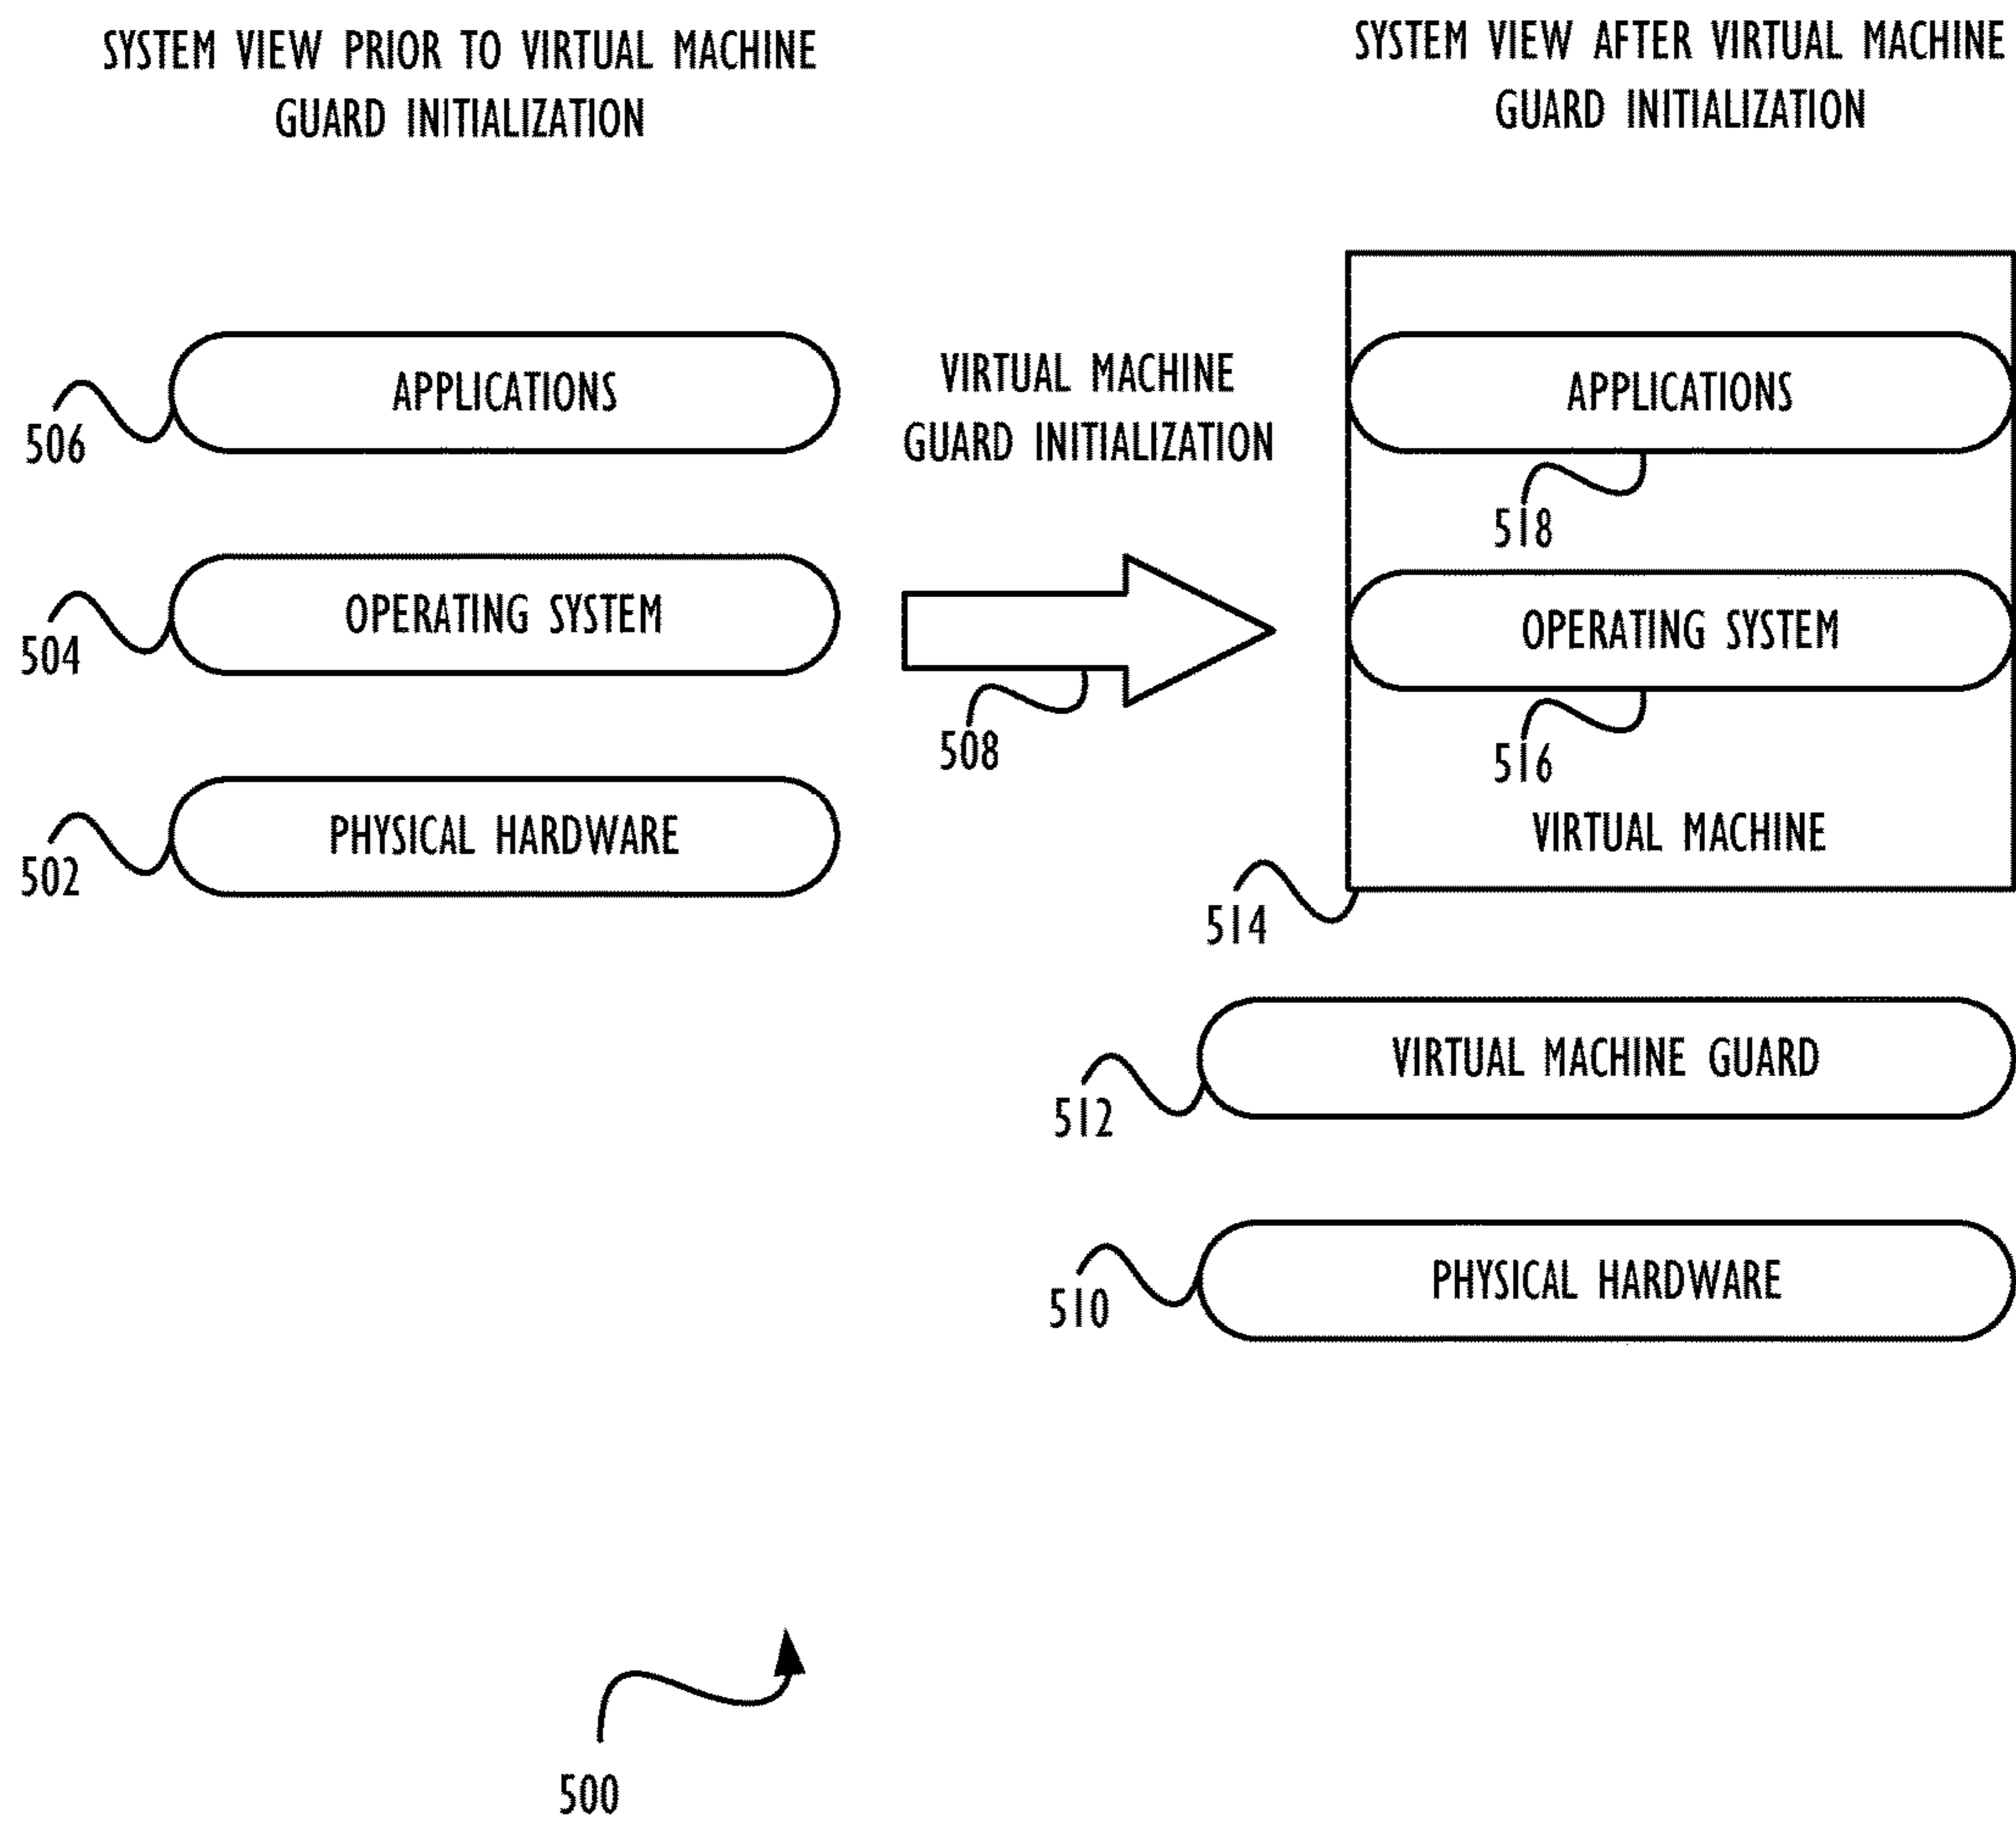 SYSTEM VIEW PRIOR TO VIRTUAL MACHINE
GUARD INITIALIZATION
SYSTEM VIEW AFTER VIRTUAL MACHINE
GUARD INITIALIZATION
APPLICATIONS
506
OPERATING SYSTEM
504
PHYSICAL HARDWARE
502
VIRTUAL MACHINE
GUARD INITIALIZATION
508
APPLICATIONS
518
OPERATING SYSTEM
516
VIRTUAL MACHINE
514
VIRTUAL MACHINE GUARD
512
PHYSICAL HARDWARE
510
500